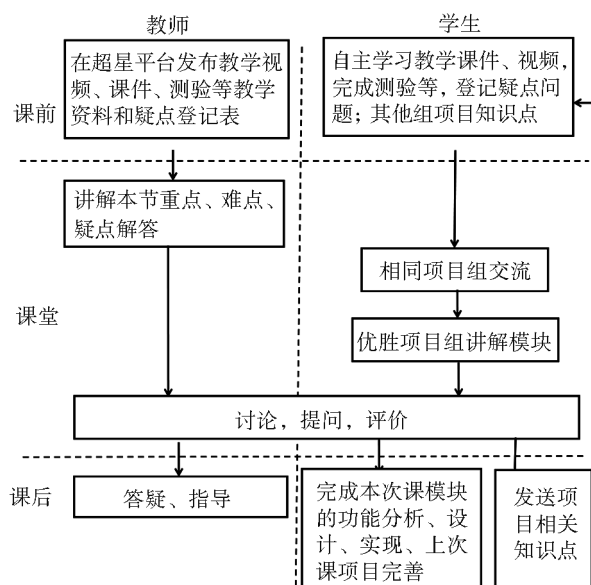 教师
学生
在超星平台发布教学视
频、课件、测验等教学
资料和疑点登记表
自主学习教学课件、视频，
完成测验等，登记疑点问
题；其他组项目知识点
课前
讲解本节重点、难点、
疑点解答
相同项目组交流
课堂
优胜项目组讲解模块
讨论，提问，评价
课后
答疑、指导
完成本次课模块
的功能分析、设
计、实现、上次
课项目完善
发送项
目相关
知识点